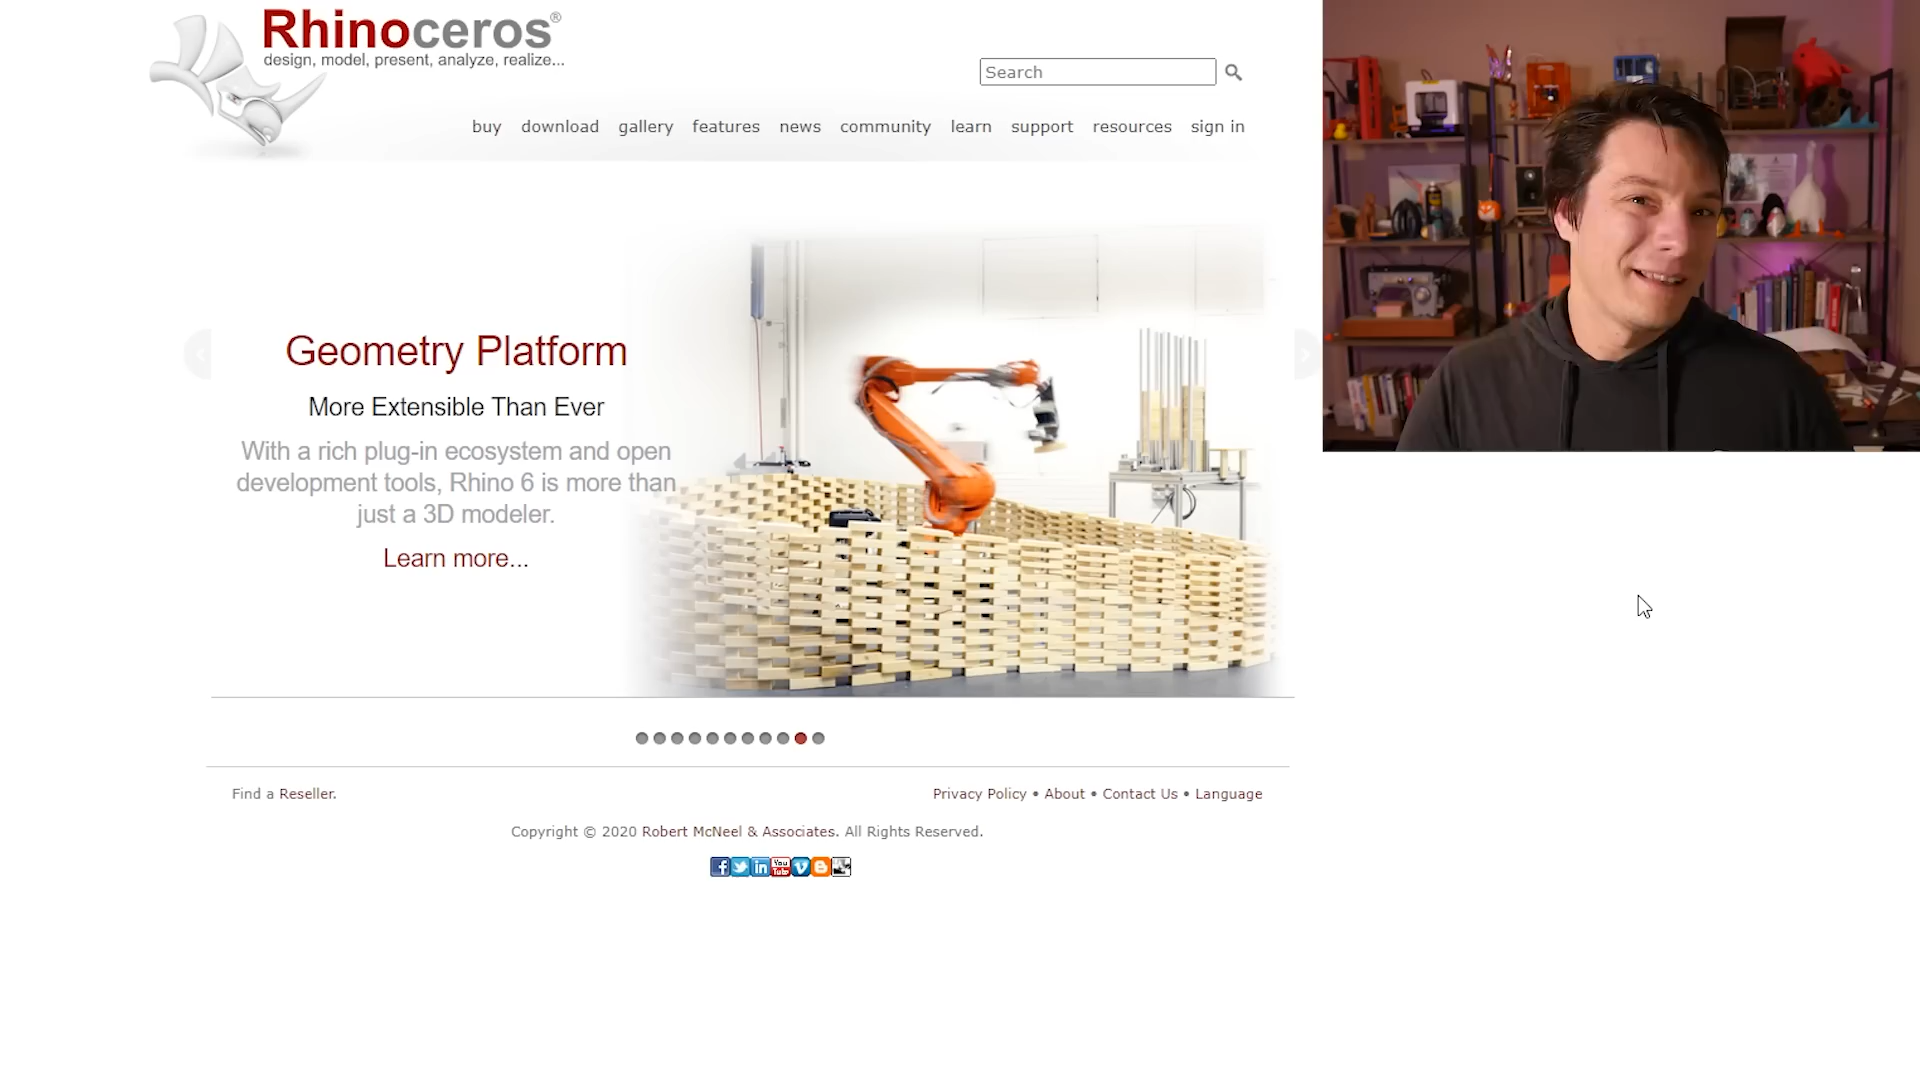 Rhinoceros®
design, model, present, analyze, realize...
Search
buy download gallery features news community learn support resources sign in
Geometry Platform
More Extensible Than Ever
With a rich plug-in ecosystem and open
development tools, Rhino 6 is more than
just a 3D modeler.
Learn more...
Find a Reseller.
Privacy Policy • About • Contact Us • Language
Copyright © 2020 Robert McNeel & Associates. All Rights Reserved.
f in You Tube v B